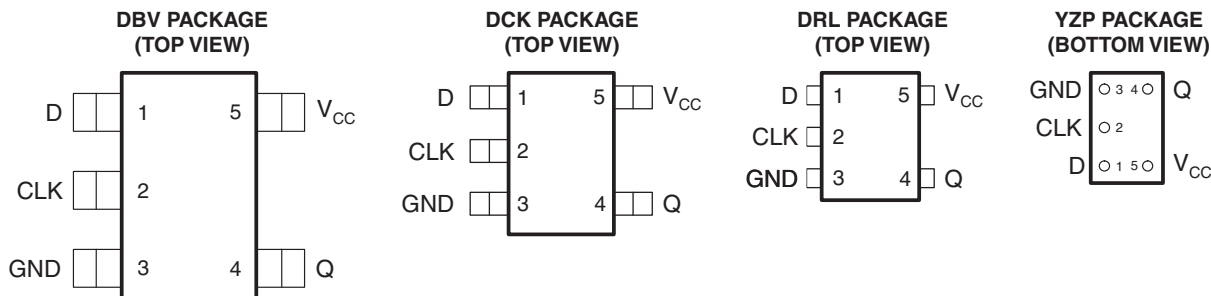 DBV PACKAGE
(TOP VIEW)
D 1 5 VCC
CLK 2
GND 3 4 Q
DCK PACKAGE
(TOP VIEW)
D 1 5 VCC
CLK 2
GND 3 4 Q
DRL PACKAGE
(TOP VIEW)
D 1 5 VCC
CLK 2
GND 3 4 Q
YZP PACKAGE
(BOTTOM VIEW)
GND 3 4 Q
CLK 2
D 1 5 VCC